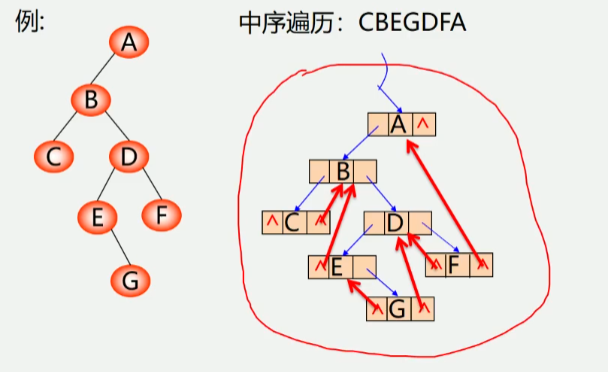 例:
中序遍历：CBEGDFA
A
B
C
D
E
F
G
A ^
B
^ C ^
D
^ E
^ F ^
^ G ^